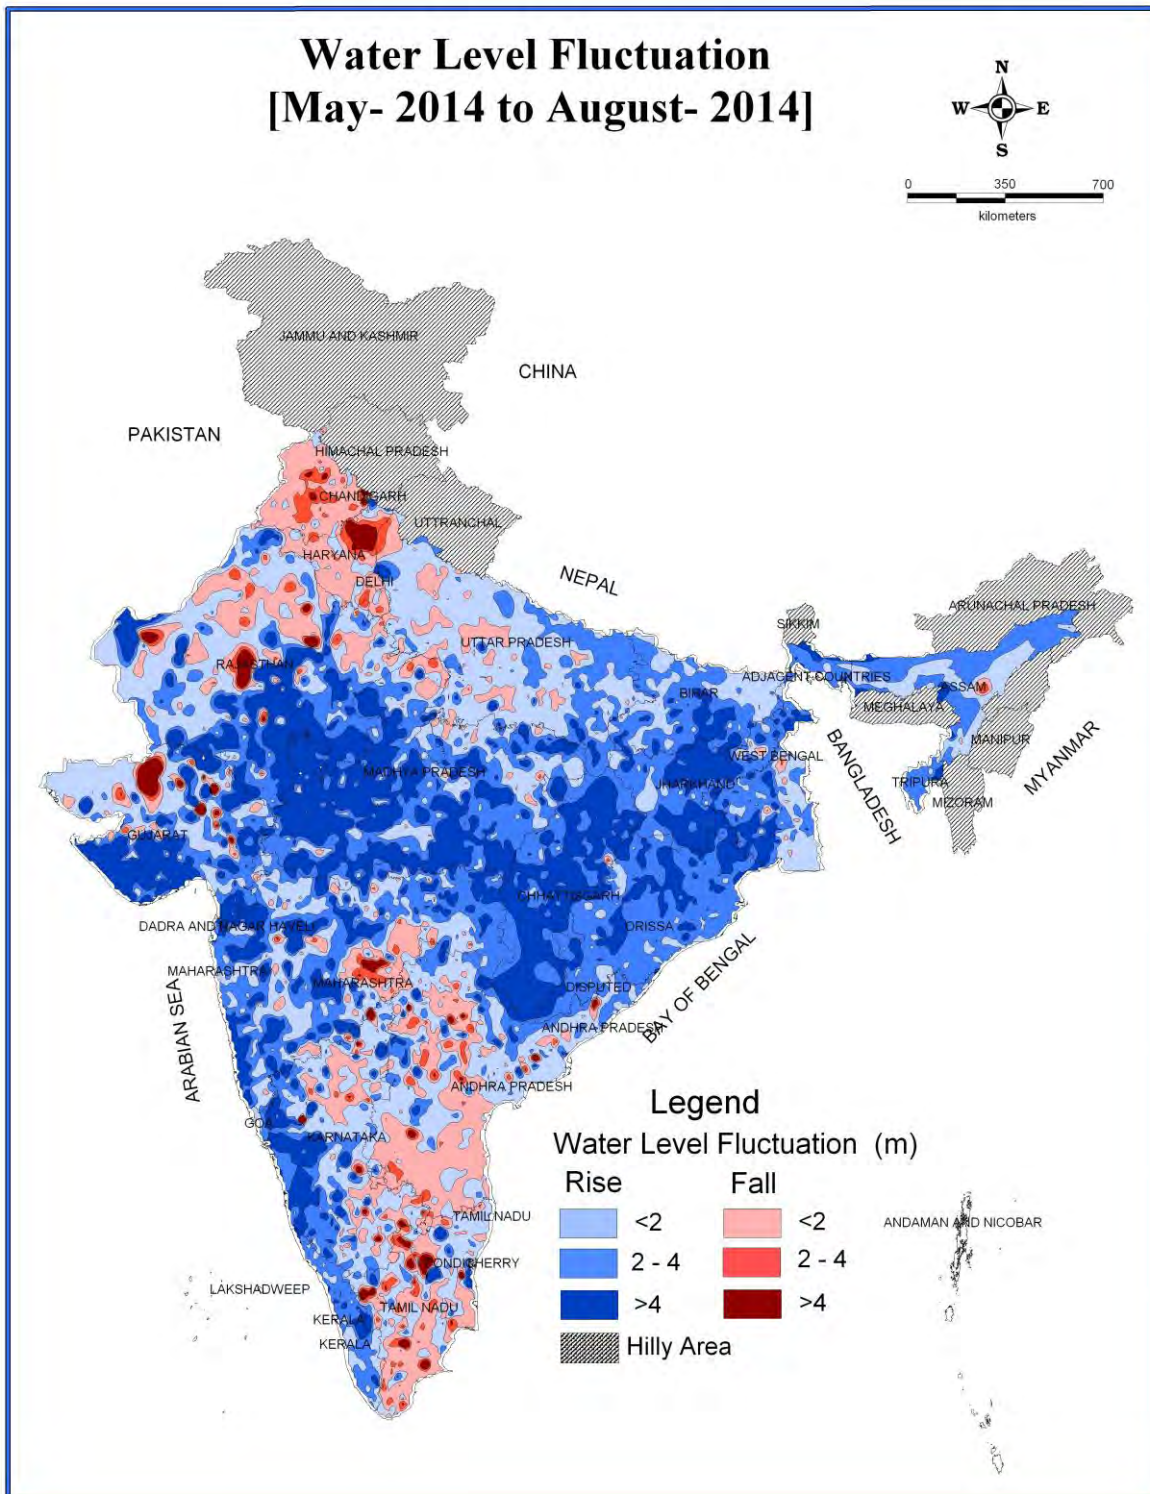 Water Level Fluctuation
[May- 2014 to August- 2014]
N
W
E
S
0
350
700
kilometers
JAMMU AND KASHMIR
CHINA
PAKISTAN
HIMACHAL PRADESH
CHANDIGARH
UTTRANCHAL
HARYANA
DELHI
NEPAL
ARUNACHAL PRADESH
SIKKIM
UTTAR PRADESH
RAJASTHAN
ADJACENT COUNTRIES
ASSAM
BIHAR
MEGHALAYA
MANIPUR
WEST BENGAL
BANGLADESH
MYANMAR
MADHYA PRADESH
JHARKHAND
TRIPURA
MIZORAM
GUJARAT
CHHATTISGARH
DADRA AND NAGAR HAVELI
ORISSA
MAHARASHTRA
MAHARASHTRA
DISPUTED
BAY OF BENGAL
ARABIAN SEA
ANDHRA PRADESH
ANDHRA PRADESH
GOA
KARNATAKA
Legend
Water Level Fluctuation (m)
Rise
Fall
<2
<2
2 - 4
2 - 4
>4
>4
Hilly Area
TAMIL NADU
ANDAMAN AND NICOBAR
ONDICHERRY
LAKSHADWEEP
TAMIL NADU
KERALA
KERALA